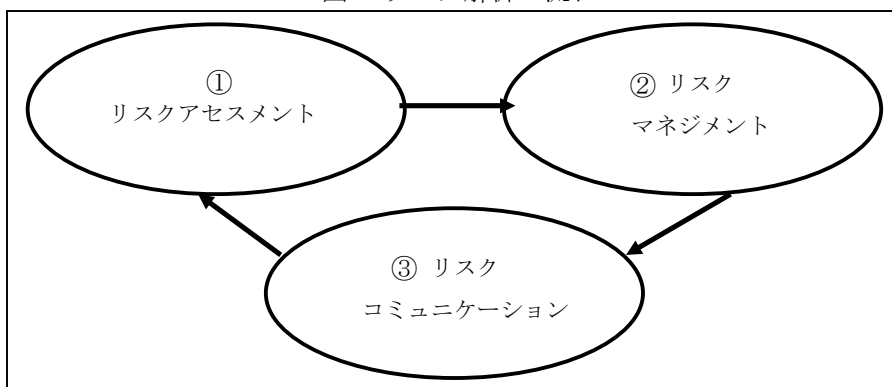 ①
リスクアセスメント
② リスク
マネジメント
③ リスク
コミュニケーション